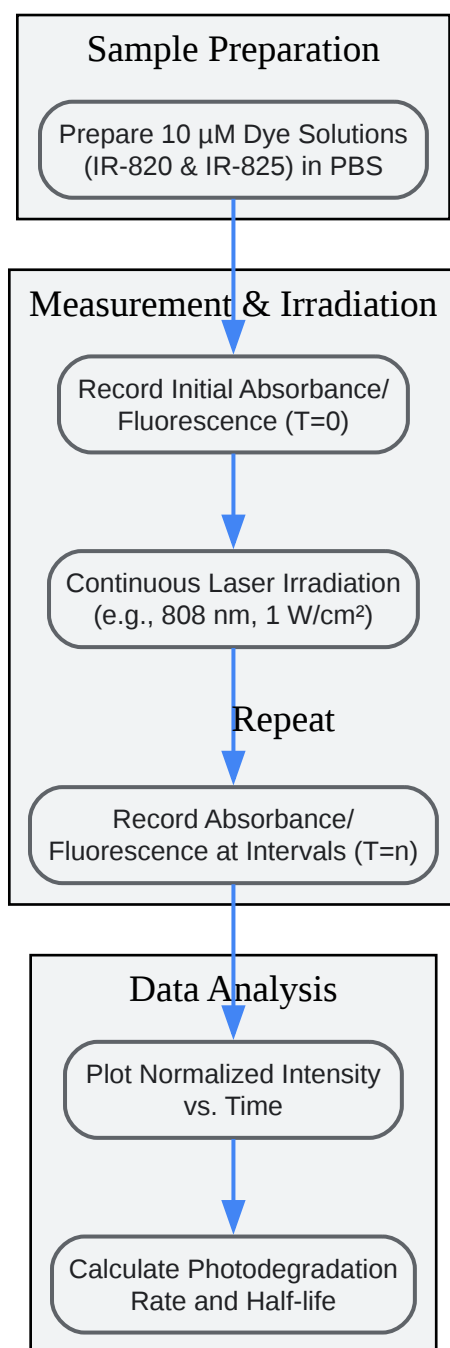 Sample Preparation
Prepare 10 µM Dye Solutions
(IR-820 & IR-825) in PBS
Measurement & Irradiation
Record Initial Absorbance/
Fluorescence (T=0)
Continuous Laser Irradiation
(e.g., 808 nm, 1 W/cm²)
Repeat
Record Absorbance/
Fluorescence at Intervals (T=n)
Data Analysis
Plot Normalized Intensity
vs. Time
Calculate Photodegradation
Rate and Half-life